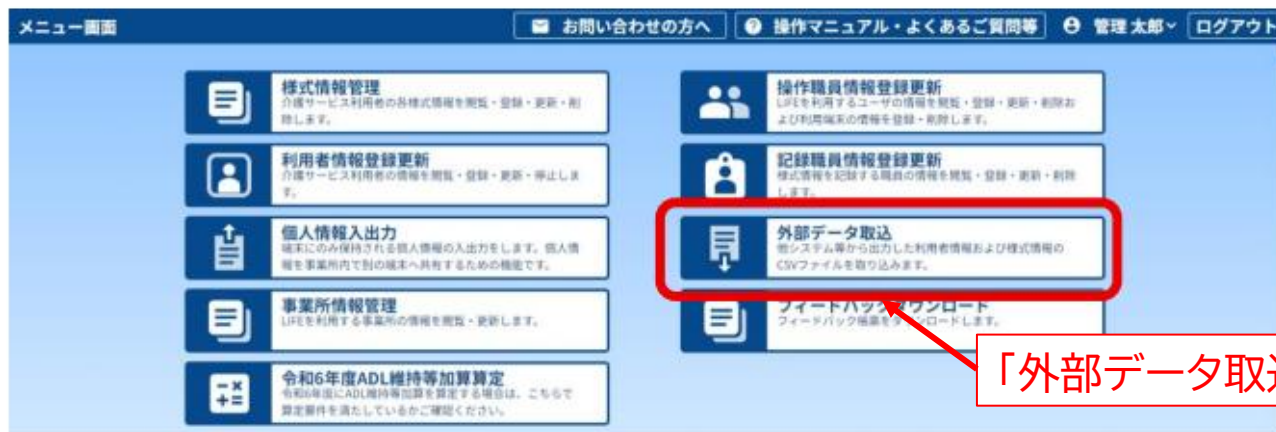 メニュー画面
お問い合わせの方へ
操作マニュアル・よくあるご質問等
管理 太郎
ログアウト
様式情報管理
介護サービス利用者の各様式情報を閲覧・登録・更新・削
除します。
操作職員情報登録更新
LIFEを利用するユーザの情報を閲覧・登録・更新・削除お
よび利用端末の情報を登録・削除します。
利用者情報登録更新
介護サービス利用者の情報を閲覧・登録・更新・停止しま
す。
記録職員情報登録更新
様式情報を記録する職員の情報を閲覧・登録・更新・削除
します。
個人情報入出力
端末にのみ保持される個人情報の入出力をします。個人情
報を事業所内で別の端末へ共有するための機能です。
外部データ取込
他システム等から出力した利用者情報および様式情報の
CSVファイルを取り込みます。
事業所情報管理
LIFEを利用する事業所の情報を閲覧・更新します。
フィードバックダウンロード
フィードバック帳票をダウンロードします。
令和6年度ADL維持等加算算定
令和6年度にADL維持等加算を算定する場合は、こちらで
算定要件を満たしているかご確認ください。
「外部データ取込